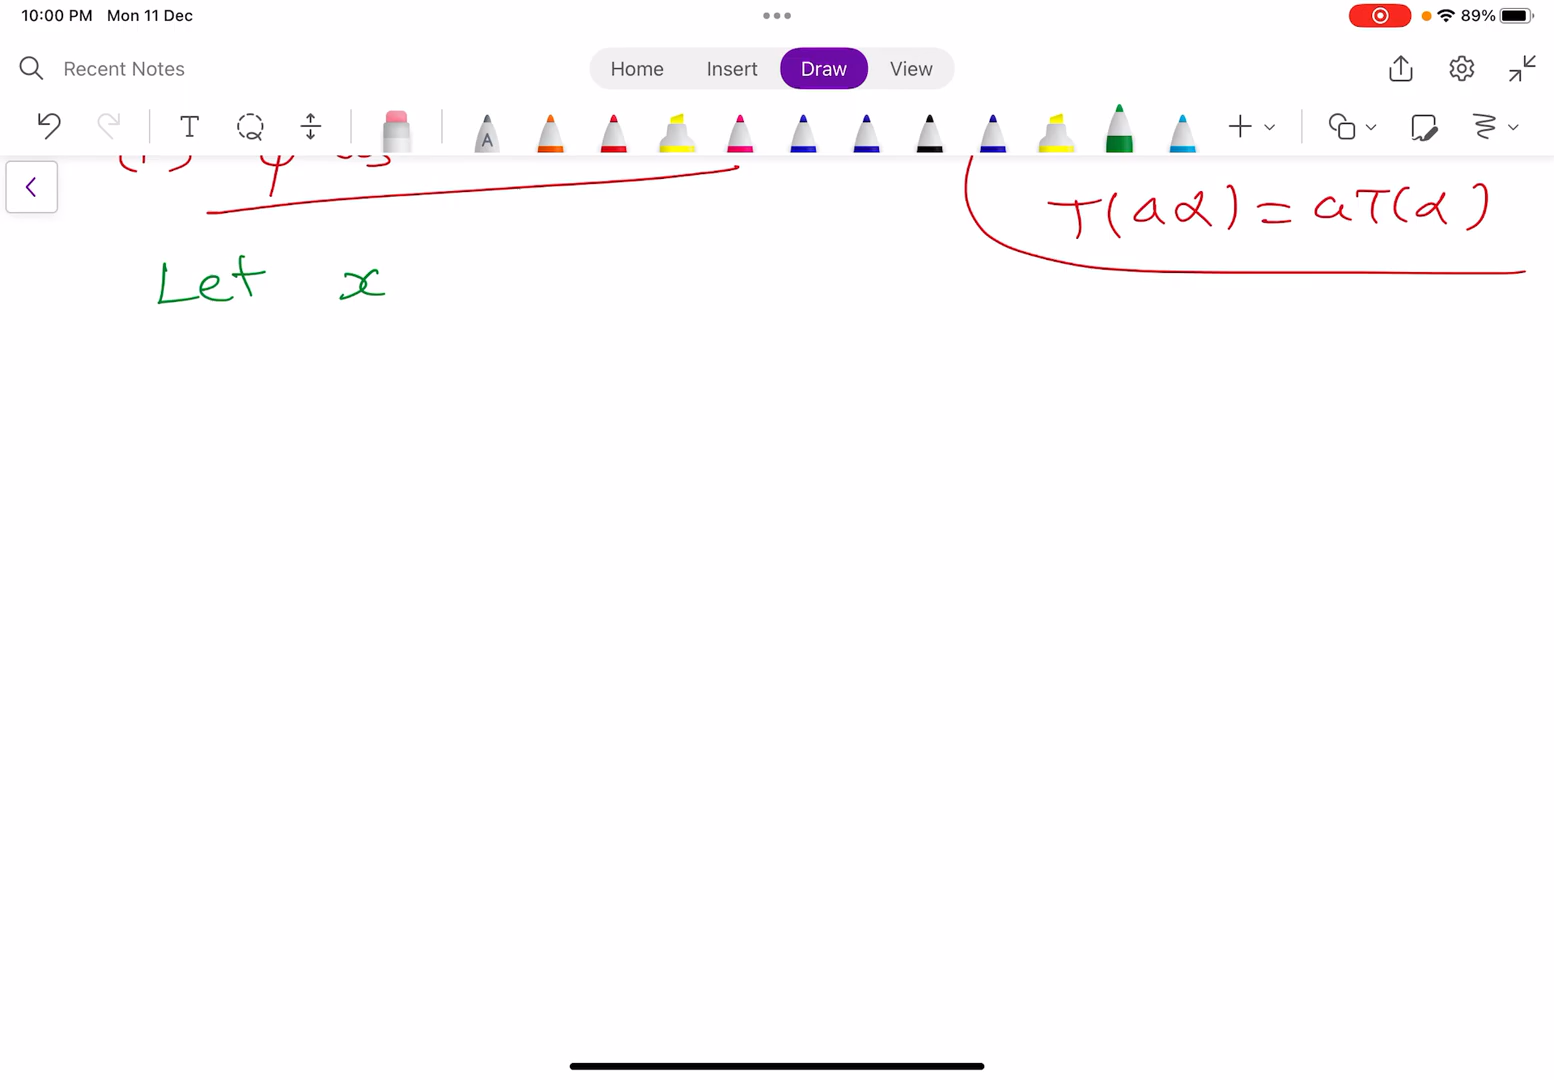 10:00 PM Mon 11 Dec
89%
Recent Notes
Home Insert Draw View
T
A
T(aα) = aT(α)
Let x